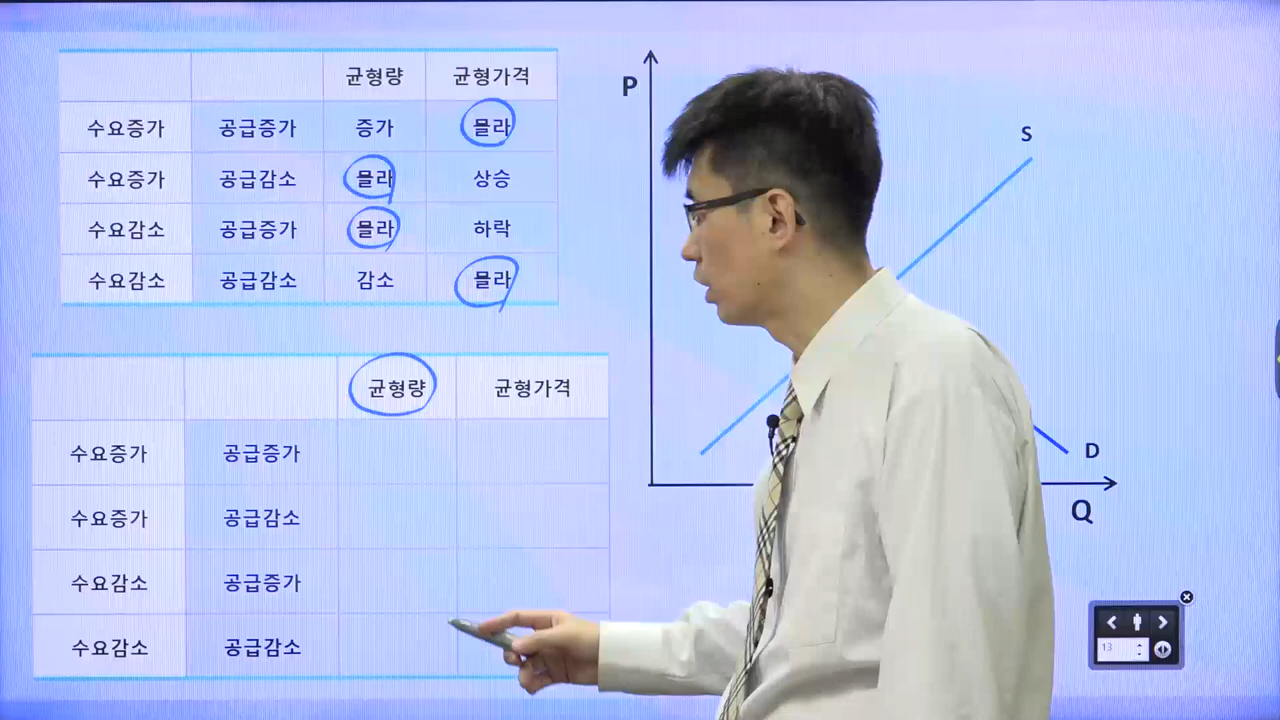 균형량 균형가격
수요증가 공급증가 증가 몰라
수요증가 공급감소 몰라 상승
수요감소 공급증가 몰라 하락
수요감소 공급감소 감소 몰라
균형량 균형가격
수요증가 공급증가
수요증가 공급감소
수요감소 공급증가
수요감소 공급감소
P
S
D
Q
13